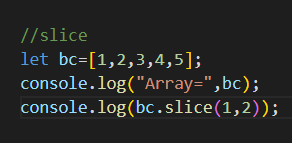 //slice
let bc=[1,2,3,4,5];
console.log("Array=",bc);
console.log(bc.slice(1,2));